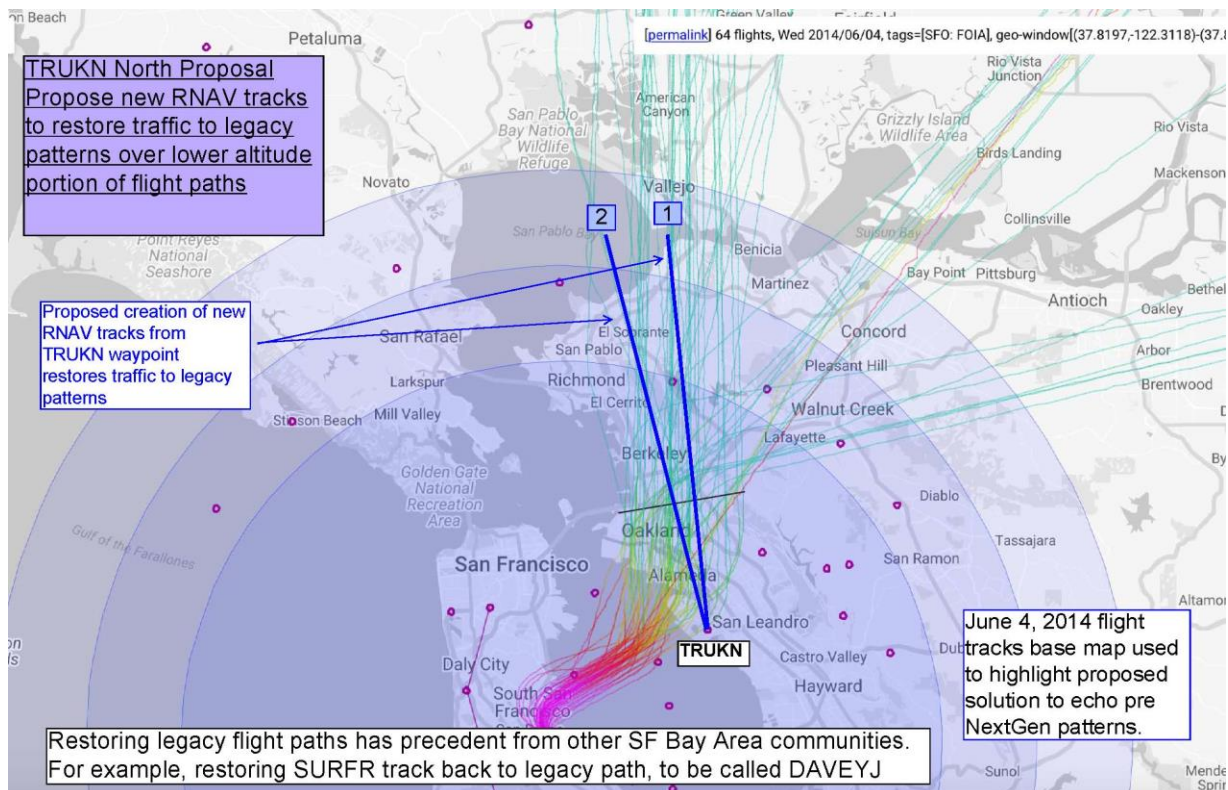 Green Valley
Fairfield
Petaluma
[permalink] 64 flights, Wed 2014/06/04, tags=[SFO: FOIA], geo-window[(37.8197,-122.3118)-(37.8
TRUKN North Proposal
Propose new RNAV tracks
to restore traffic to legacy
patterns over lower altitude
portion of flight paths
Rio Vista
Junction
American
Canyon
San Pablo
Bay National
Wildlife
Refuge
Grizzly Island
Wildlife Area
Rio Vista
Birds Landing
Mackenson
Novato
Vallejo
Collinsville
2
1
San Pablo Bay
Suisun Bay
Point Reyes
National
Seashore
Benicia
Bay Point
Pittsburg
Martinez
Bethel
Antioch
Oakley
Proposed creation of new
RNAV tracks from
TRUKN waypoint
restores traffic to legacy
patterns
San Rafael
El Sobrante
San Pablo
Concord
Arbor
Pleasant Hill
Larkspur
Richmond
Brentwood
Mill Valley
El Cerrito
Walnut Creek
Stinson Beach
Lafayette
Berkeley
Golden Gate
National
Recreation
Area
Diablo
Gulf of the Farallones
Oakland
Tassajara
San Ramon
San Francisco
Alameda
Altamo
San Leandro
TRUKN
June 4, 2014 flight
tracks base map used
to highlight proposed
solution to echo pre
NextGen patterns.
Castro Valley
Dub
Daly City
Hayward
South San
Francisco
Restoring legacy flight paths has precedent from other SF Bay Area communities.
For example, restoring SURFR track back to legacy path, to be called DAVEYJ
Sunol
Mende
Sprin